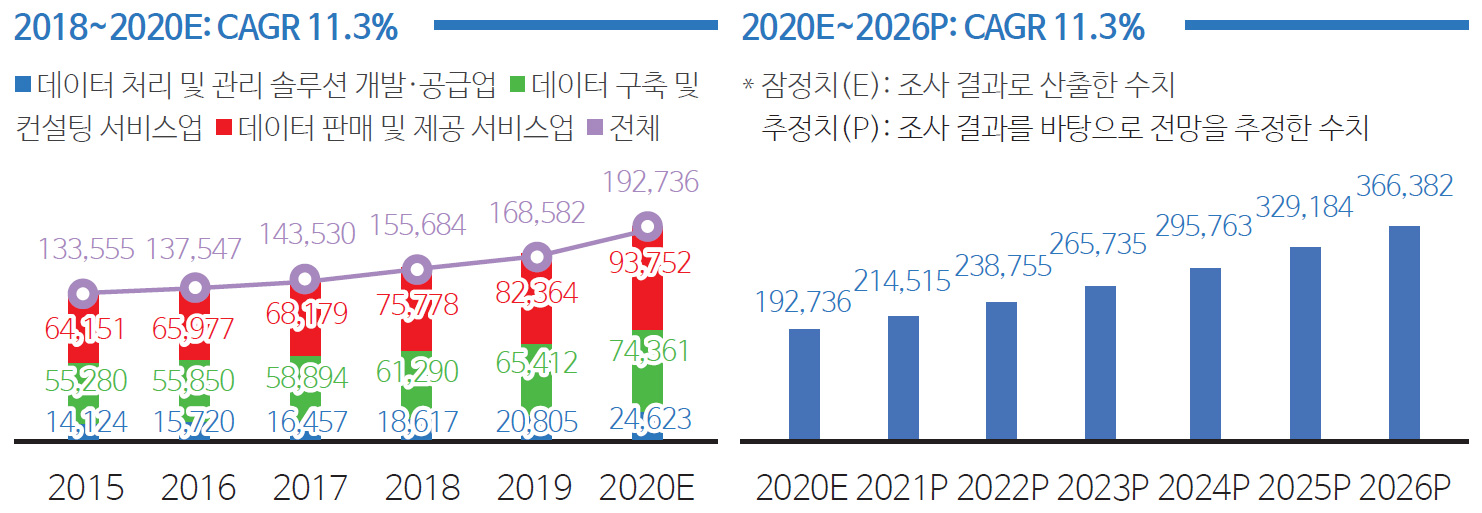 2018~2020E: CAGR 11.3%
■ 데이터 처리 및 관리 솔루션 개발·공급업 ■ 데이터 구축 및
컨설팅 서비스업 ■ 데이터 판매 및 제공 서비스업 ■ 전체
133,555 137,547 143,530 155,684 168,582 192,736
64,151 65,977 68,179 75,778 82,364 93,752
55,280 55,850 58,894 61,290 65,412 74,361
14,124 15,720 16,457 18,617 20,805 24,623
2015 2016 2017 2018 2019 2020E
2020E~2026P: CAGR 11.3%
* 잠정치(E) : 조사 결과로 산출한 수치
추정치(P) : 조사 결과를 바탕으로 전망을 추정한 수치
192,736 214,515 238,755 265,735 295,763 329,184 366,382
2020E 2021P 2022P 2023P 2024P 2025P 2026P